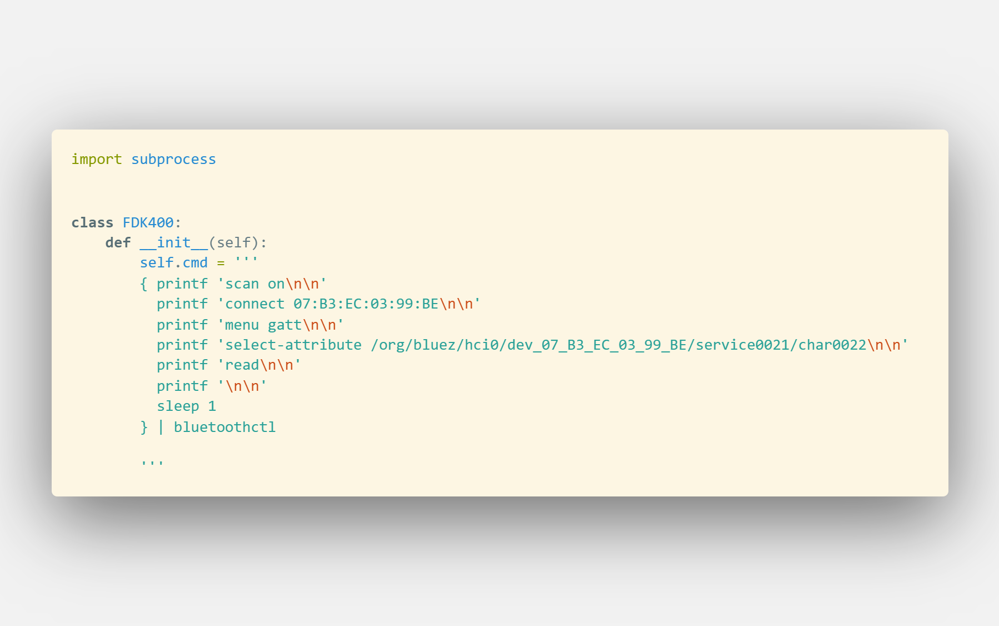 import subprocess
class FDK400:
    def __init__(self):
        self.cmd = '''
        { printf 'scan on\n\n'
          printf 'connect 07:B3:EC:03:99:BE\n\n'
          printf 'menu gatt\n\n'
          printf 'select-attribute /org/bluez/hci0/dev_07_B3_EC_03_99_BE/service0021/char0022\n\n'
          printf 'read\n\n'
          printf '\n\n'
          sleep 1
        } | bluetoothctl
        '''